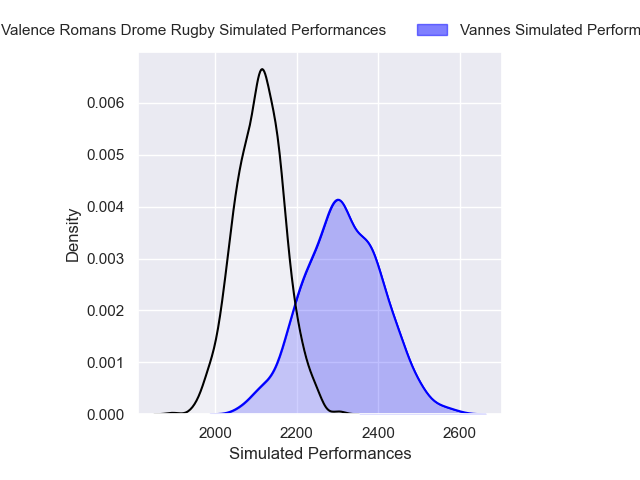 Valence Romans Drome Rugby Simulated Performances
Vannes Simulated Perform
0.006
0.005
0.004
0.003
0.002
0.001
0.000
Density
2000 2200 2400 2600
Simulated Performances